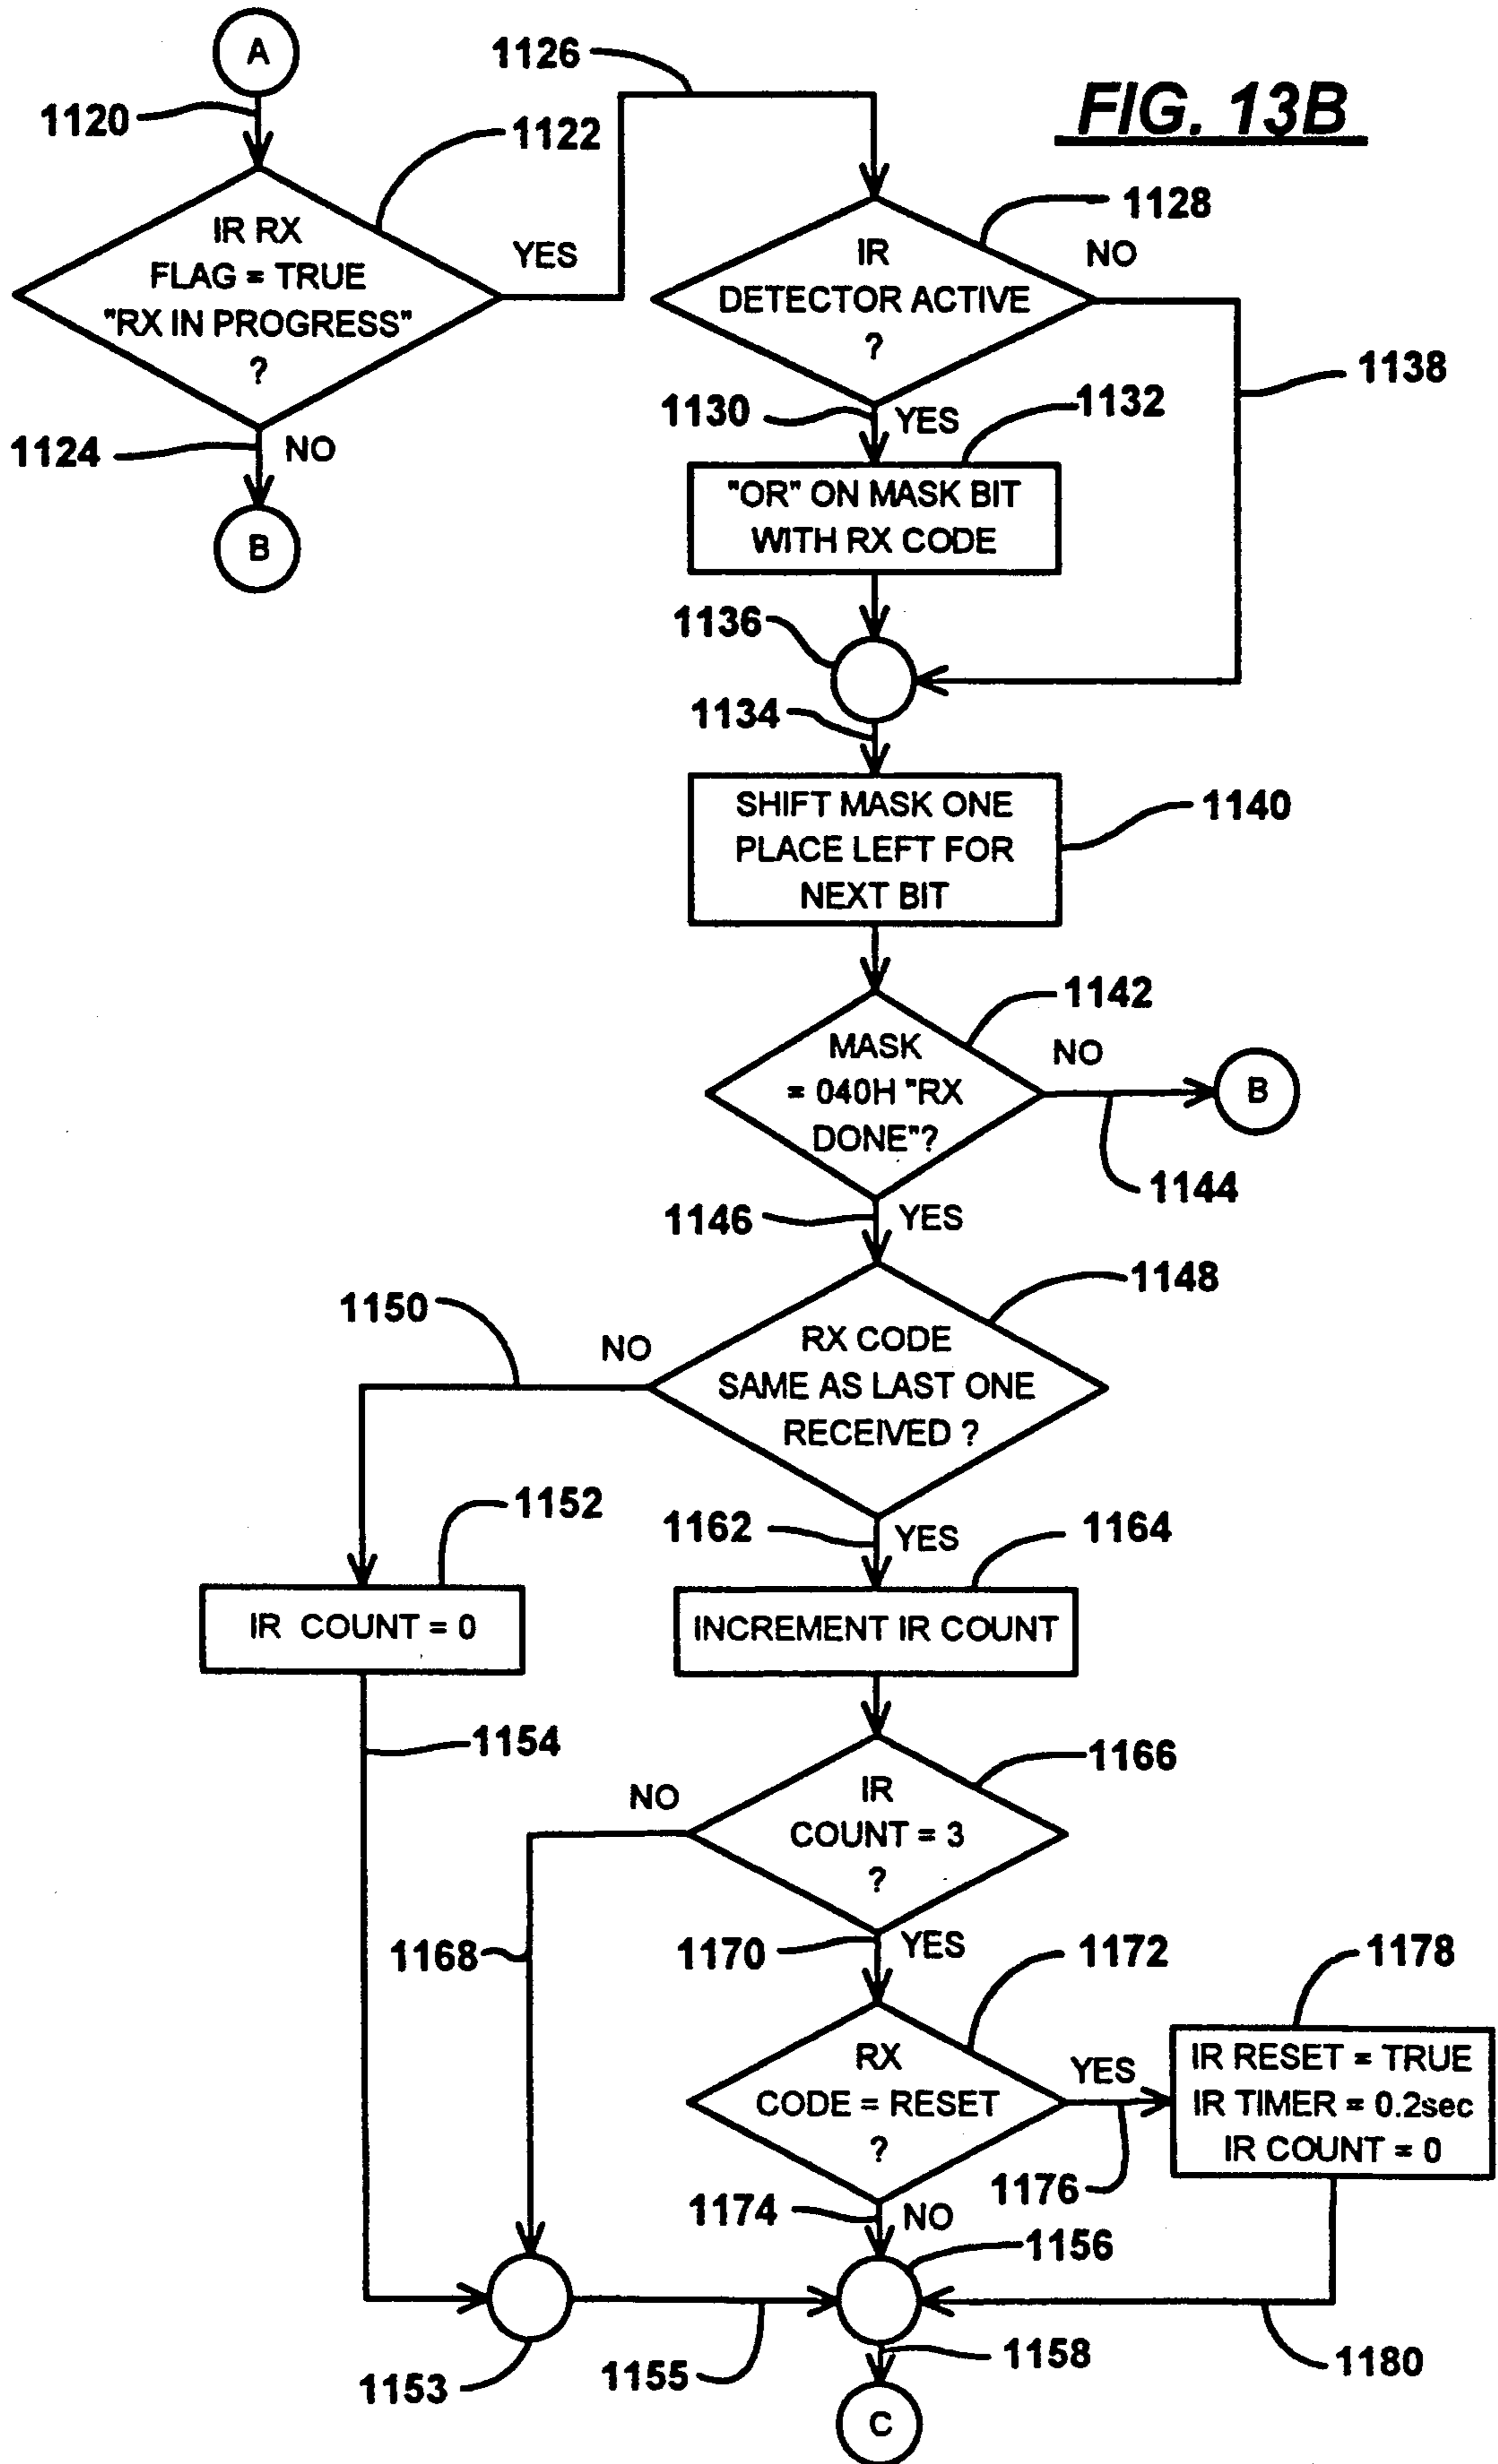 FIG. 13B
A
1120
1122
IR RX
FLAG = TRUE
"RX IN PROGRESS"
?
YES
1124
NO
B
1126
1128
IR
DETECTOR ACTIVE
?
NO
1138
1130
YES
1132
"OR" ON MASK BIT
WITH RX CODE
1136
1134
SHIFT MASK ONE
PLACE LEFT FOR
NEXT BIT
1140
1142
MASK
= 040H "RX
DONE"?
NO
B
1144
1146
YES
1148
RX CODE
SAME AS LAST ONE
RECEIVED ?
1150
NO
1152
IR COUNT = 0
1154
1162
YES
1164
INCREMENT IR COUNT
1166
IR
COUNT = 3
?
NO
1168
1170
YES
1172
RX
CODE = RESET
?
YES
1176
1178
IR RESET = TRUE
IR TIMER = 0.2sec
IR COUNT = 0
1174
NO
1156
1153
1155
1158
1180
C